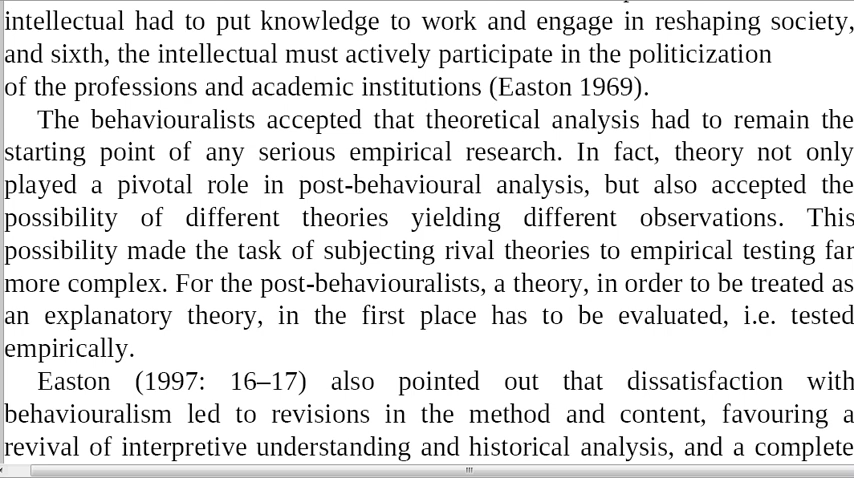 intellectual had to put knowledge to work and engage in reshaping society,
and sixth, the intellectual must actively participate in the politicization
of the professions and academic institutions (Easton 1969).
The behaviouralists accepted that theoretical analysis had to remain the
starting point of any serious empirical research. In fact, theory not only
played a pivotal role in post-behavioural analysis, but also accepted the
possibility of different theories yielding different observations. This
possibility made the task of subjecting rival theories to empirical testing far
more complex. For the post-behaviouralists, a theory, in order to be treated as
an explanatory theory, in the first place has to be evaluated, i.e. tested
empirically.
Easton (1997: 16–17) also pointed out that dissatisfaction with
behaviouralism led to revisions in the method and content, favouring a
revival of interpretive understanding and historical analysis, and a complete